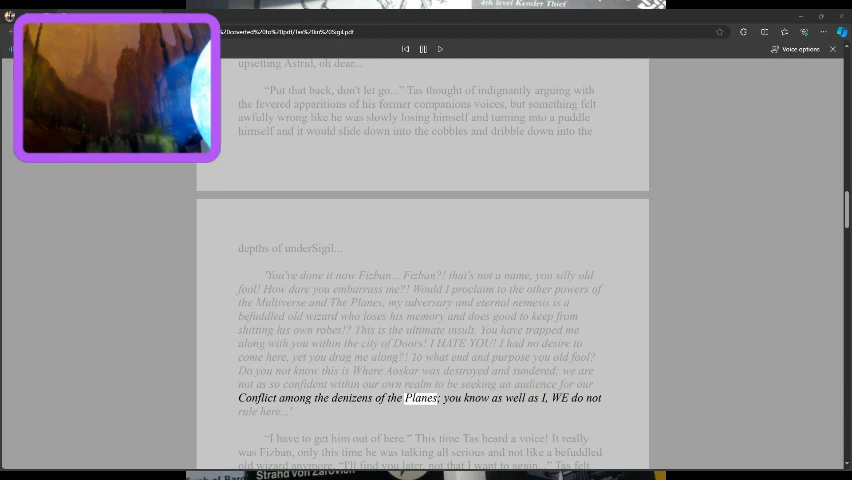 4th level Kender Thief
%20coverted%20to%20pdf/Tas%20in%20Sigil.pdf
Voice options
upsetting Astrid, oh dear...
“Put that back, don't let go...” Tas thought of indignantly arguing with
the fevered apparitions of his former companions voices, but something felt
awfully wrong like he was slowly losing himself and turning into a puddle
himself and it would slide down into the cobbles and dribble down into the
depths of underSigil...
'You've done it now Fizban... Fizban?! that's not a name, you silly old
fool! How dare you embarrass me?! Would I proclaim to the other powers of
the Multiverse and The Planes, my adversary and eternal nemesis is a
befuddled old wizard who loses his memory and does good to keep from
shitting his own robes!? This is the ultimate insult. You have trapped me
along with you within the city of Doors! I HATE YOU! I had no desire to
come here, yet you drag me along?! To what end and purpose you old fool?
Do you not know this is Where Aoskar was destroyed and sundered; we are
not as so confident within our own realm to be seeking an audience for our
Conflict among the denizens of the Planes; you know as well as I, WE do not
rule here...'
“I have to get him out of here.” This time Tas heard a voice! It really
was Fizban, only this time he was talking all serious and not like a befuddled
old wizard anymore. “I'll find you later, not that I want to again...” Tas felt
Strahd von Zarovich